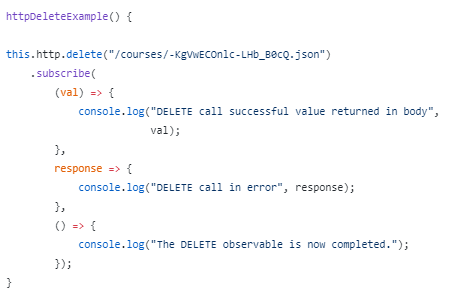 httpDeleteExample() {
this.http.delete("/courses/-KgVwECOnlc-LHb_B0cQ.json")
.subscribe(
(val) => {
console.log("DELETE call successful value returned in body",
val);
},
response => {
console.log("DELETE call in error", response);
},
() => {
console.log("The DELETE observable is now completed.");
});
}